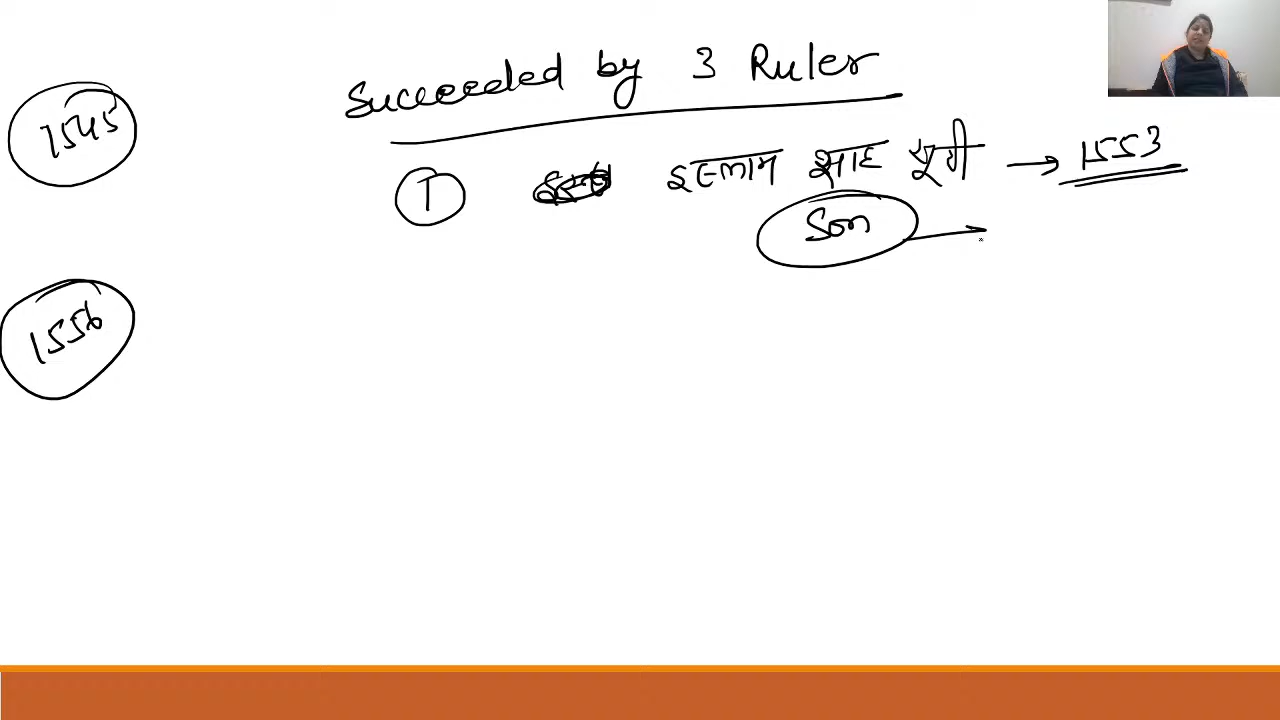 1545
Succeeded by 3 Ruler
1 इस्लाम शाह सूरी → 1553
Son →
1556